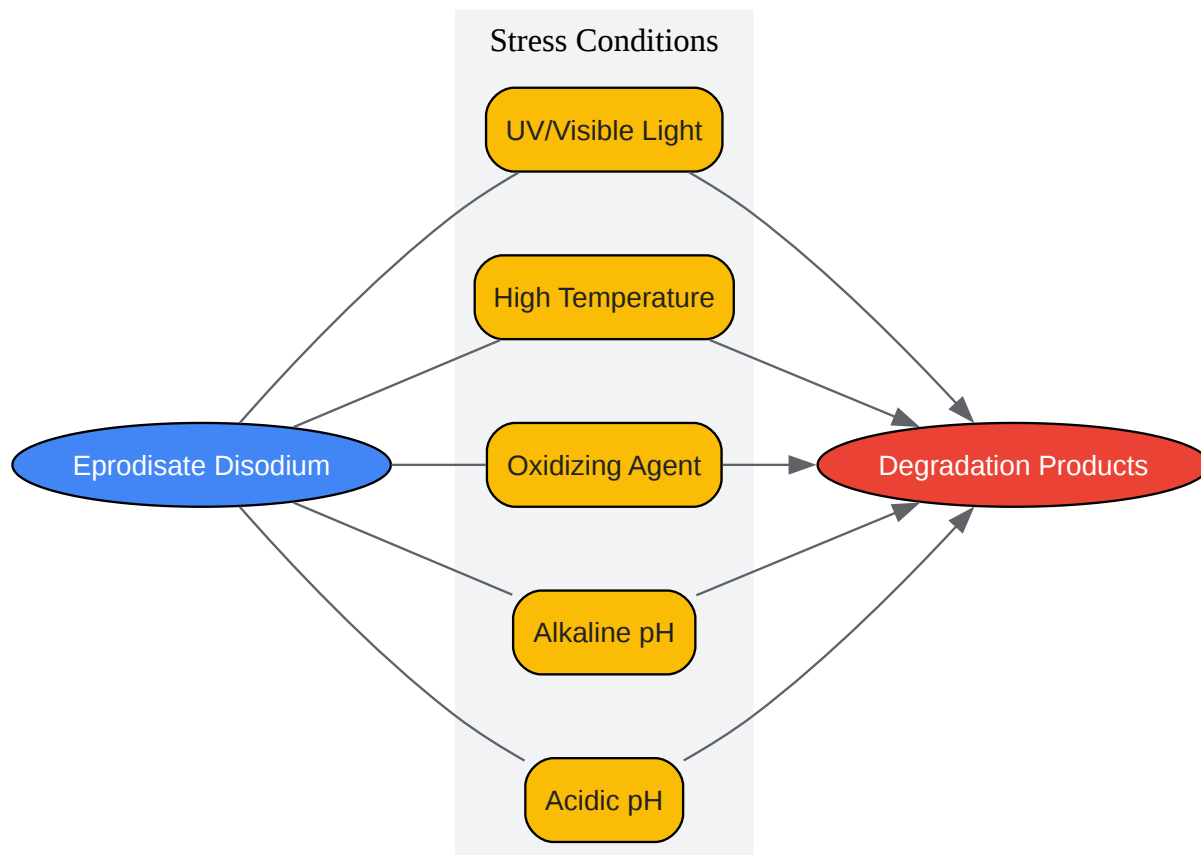 Stress Conditions
UV/Visible Light
High Temperature
Eprodisate Disodium
Oxidizing Agent
Degradation Products
Alkaline pH
Acidic pH